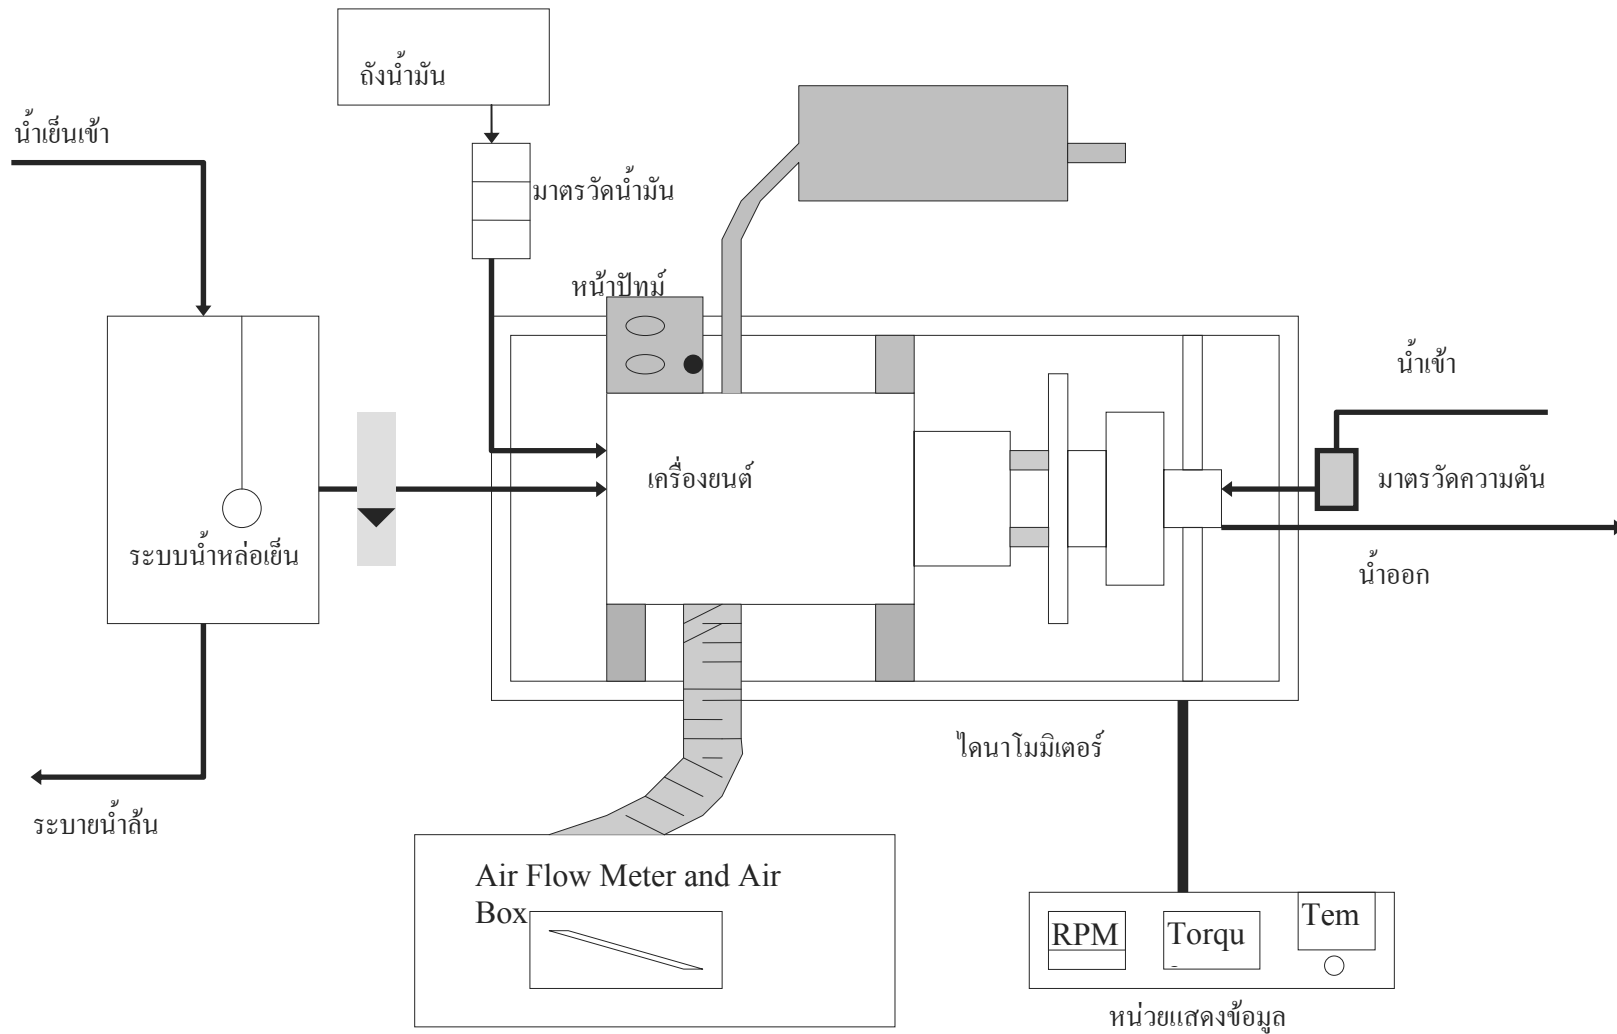 ถังน้ำมัน
น้ำเย็นเข้า
มาตรวัดน้ำมัน
หน้าปัทม์
น้ำเข้า
เครื่องยนต์
มาตรวัดความดัน
ระบบน้ำหล่อเย็น
น้ำออก
ไดนาโมมิเตอร์
ระบายน้ำล้น
Air Flow Meter and Air
Box
RPM
Torqu
Tem
หน่วยแสดงข้อมูล